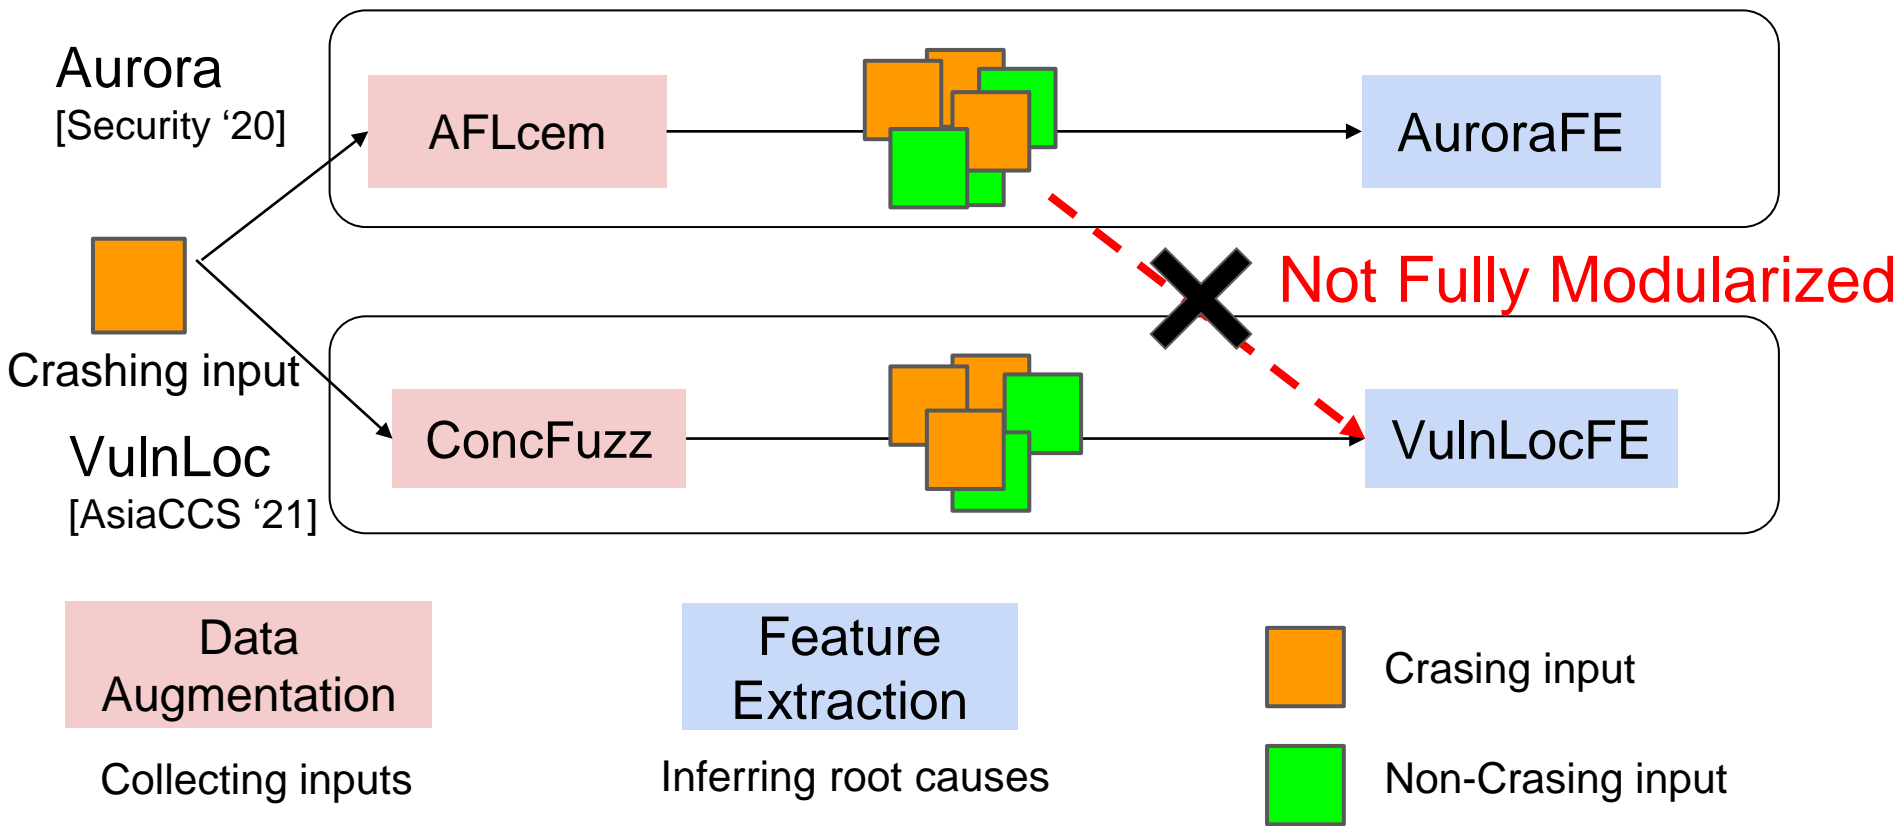 Aurora
[Security ‘20]
AFLcem
AuroraFE
Not Fully Modularized
Crashing input
VulnLoc
[AsiaCCS ‘21]
ConcFuzz
VulnLocFE
Data
Augmentation
Collecting inputs
Feature
Extraction
Inferring root causes
Crasing input
Non-Crasing input